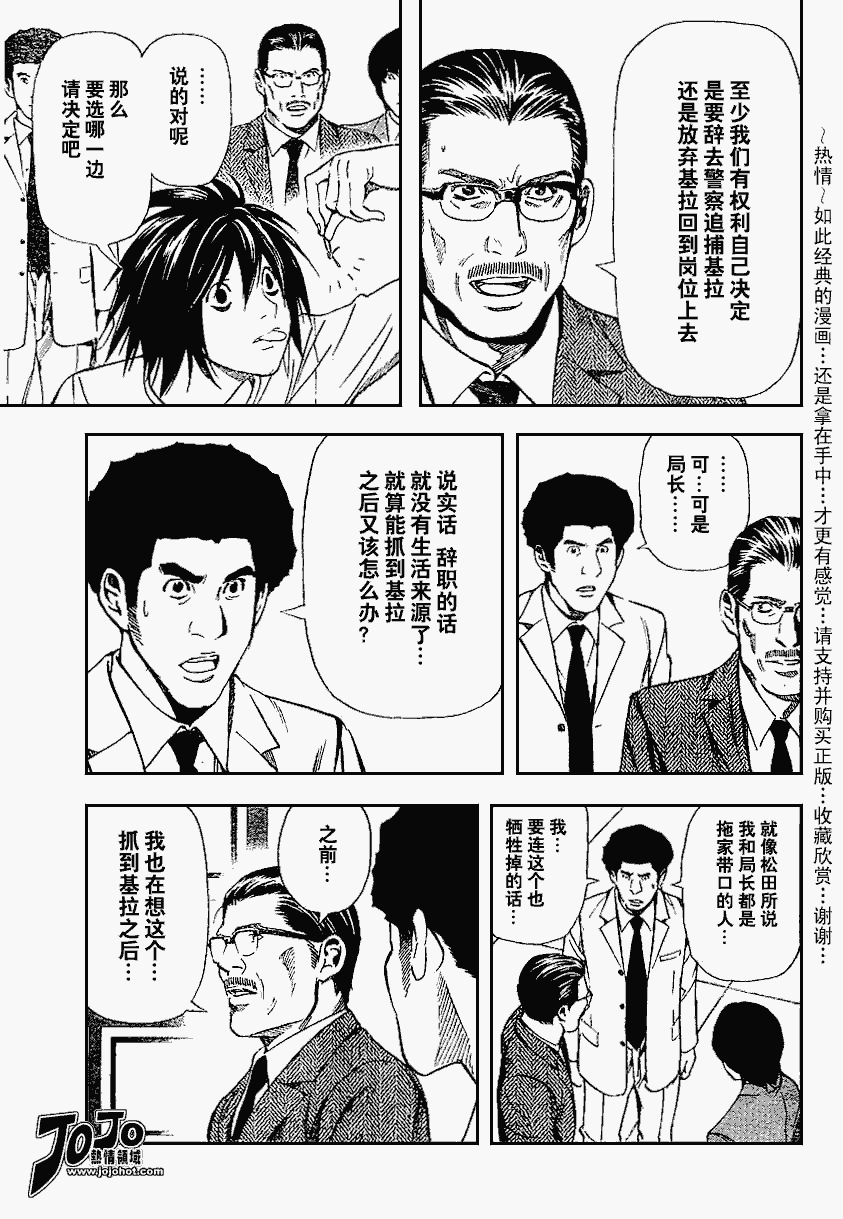 至少我们有权利自己决定
是要辞去警察追捕基拉
还是放弃基拉回到岗位上去
……
说的对呢
那么
要选哪一边
请决定吧
……
可…可是
局长……
说实话 辞职的话
就没有生活来源了…
就算能抓到基拉
之后又该怎么办?
就像松田所说
我和局长都是
拖家带口的人…
我…
要连这个也
牺牲掉的话…
之前…
我也在想这个…
抓到基拉之后…
~热情~如此经典的漫画…还是拿在手中…才更有感觉…请支持并购买正版…收藏欣赏…谢谢…
JOJO
熱情領域
www.jojohot.com